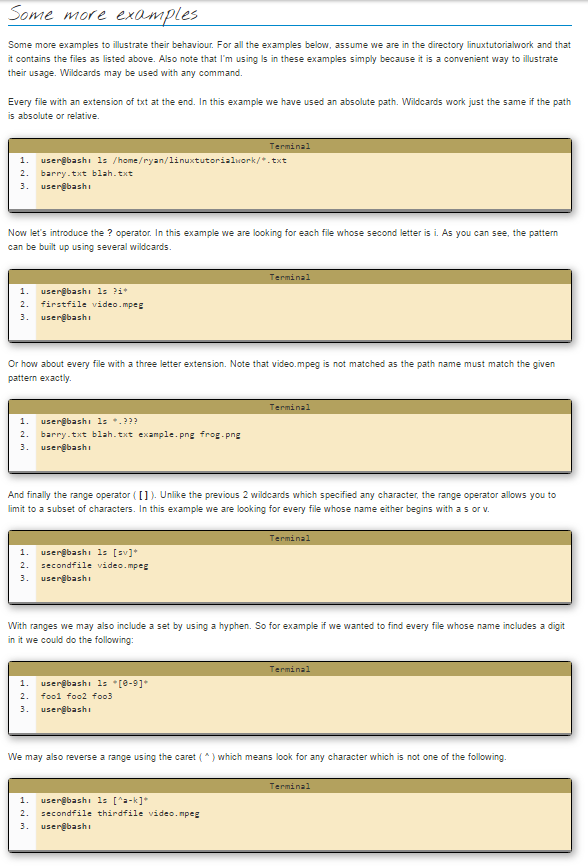 Some more examples
Some more examples to illustrate their behaviour. For all the examples below, assume we are in the directory linuxtutorialwork and that
it contains the files as listed above. Also note that I'm using ls in these examples simply because it is a convenient way to illustrate
their usage. Wildcards may be used with any command.
Every file with an extension of txt at the end. In this example we have used an absolute path. Wildcards work just the same if the path
is absolute or relative.
Terminal
1. user@bash: ls /home/ryan/linuxtutorialwork/*.txt
2. barry.txt blah.txt
3. user@bash:
Now let's introduce the ? operator. In this example we are looking for each file whose second letter is i. As you can see, the pattern
can be built up using several wildcards.
Terminal
1. user@bash: ls ?i*
2. firstfile video.mpeg
3. user@bash:
Or how about every file with a three letter extension. Note that video.mpeg is not matched as the path name must match the given
pattern exactly.
Terminal
1. user@bash: ls *.???
2. barry.txt blah.txt example.png frog.png
3. user@bash:
And finally the range operator ( [ ] ). Unlike the previous 2 wildcards which specified any character, the range operator allows you to
limit to a subset of characters. In this example we are looking for every file whose name either begins with a s or v.
Terminal
1. user@bash: ls [sv]*
2. secondfile video.mpeg
3. user@bash:
With ranges we may also include a set by using a hyphen. So for example if we wanted to find every file whose name includes a digit
in it we could do the following:
Terminal
1. user@bash: ls *[0-9]*
2. foo1 foo2 foo3
3. user@bash:
We may also reverse a range using the caret ( ^ ) which means look for any character which is not one of the following.
Terminal
1. user@bash: ls [^a-k]*
2. secondfile thirdfile video.mpeg
3. user@bash: